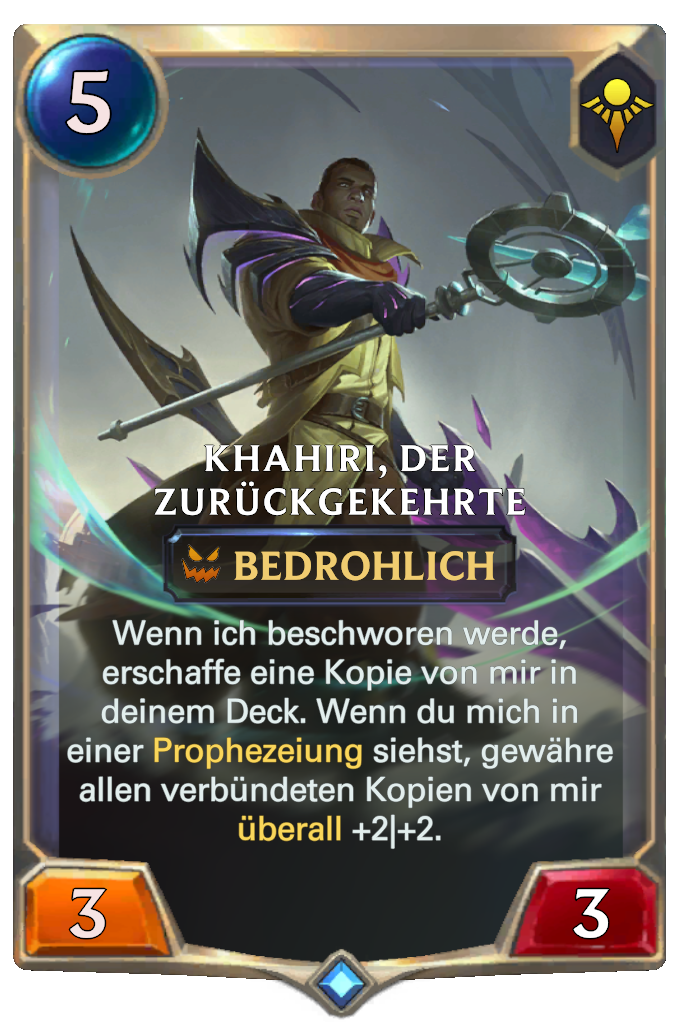 5
KHAHIRI, DER
ZURÜCKGEKEHRTE
BEDROHLICH
Wenn ich beschworen werde,
erschaffe eine Kopie von mir in
deinem Deck. Wenn du mich in
einer Prophezeiung siehst, gewähre
allen verbündeten Kopien von mir
überall +2|+2.
3
3